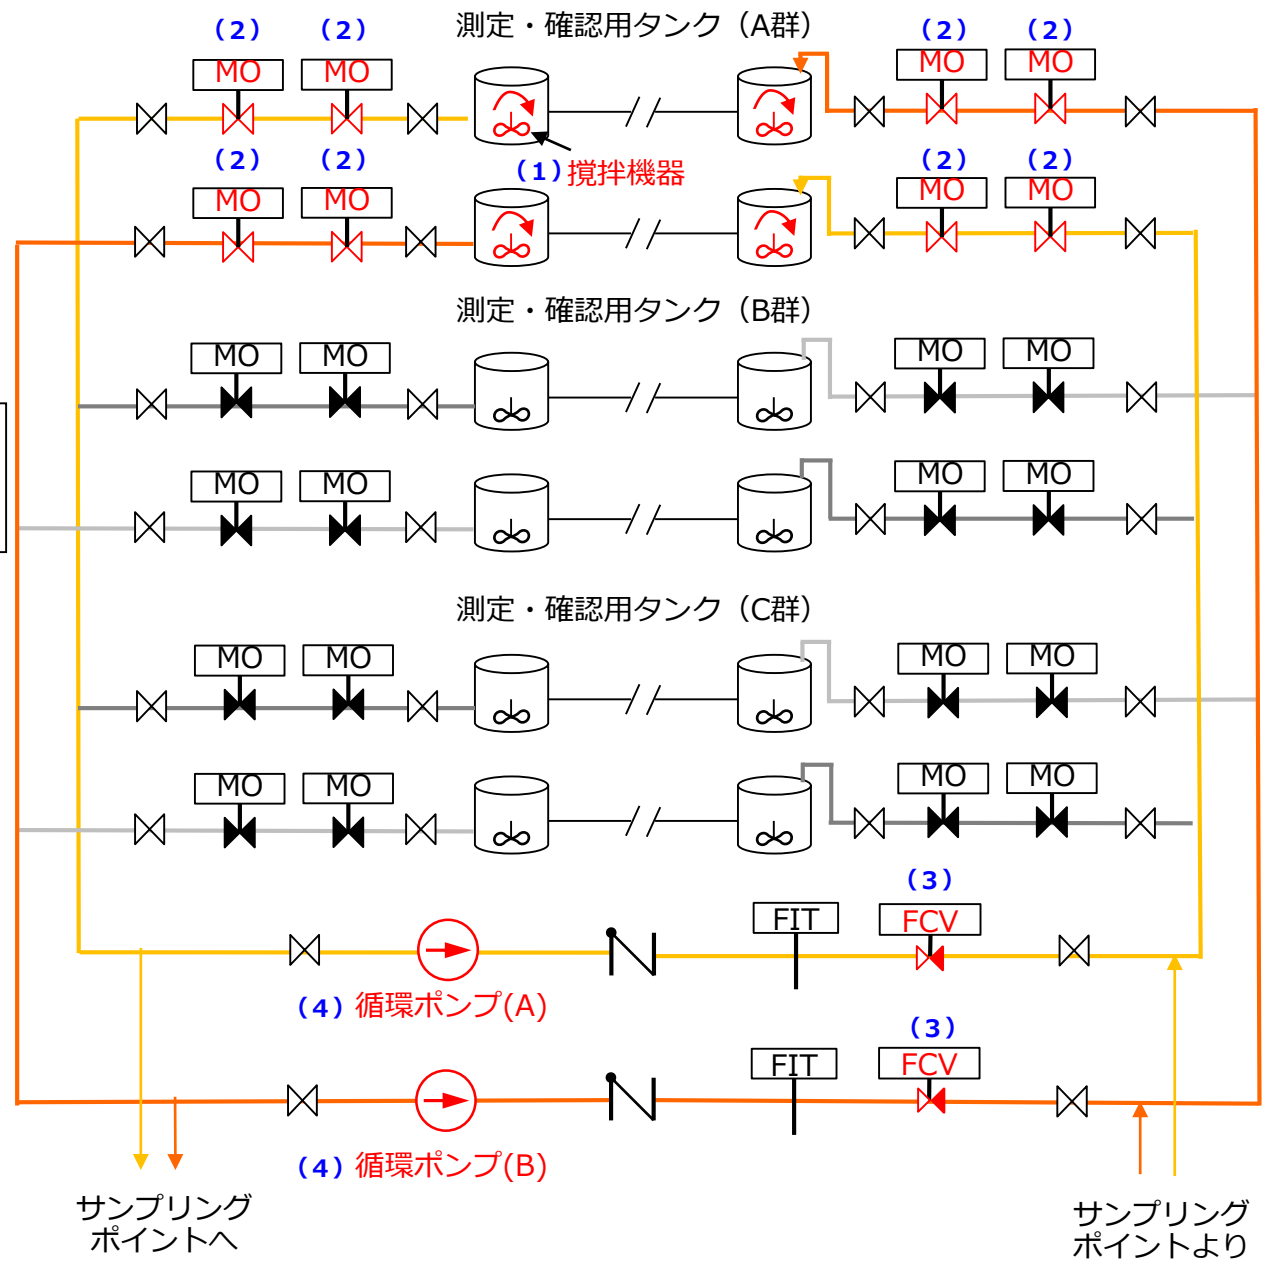 測定・確認用タンク（A群）
（2） （2） （2） （2）
MO MO MO MO
（1）撹拌機器
（2） （2） （2） （2）
MO MO MO MO
測定・確認用タンク（B群）
MO MO MO MO
MO MO MO MO
測定・確認用タンク（C群）
MO MO MO MO
MO MO MO MO
（3）
FIT FCV
（4）循環ポンプ(A)
（3）
FIT FCV
（4）循環ポンプ(B)
サンプリング
ポイントへ
サンプリング
ポイントより